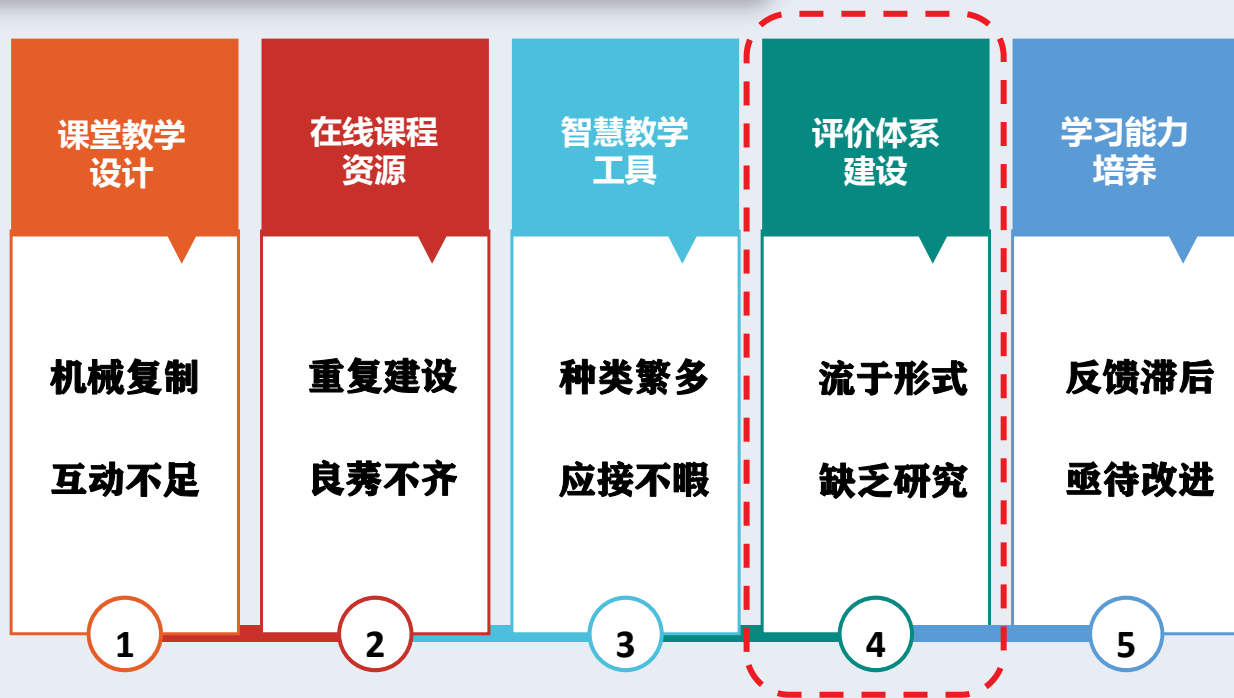 课堂教学
设计
机械复制
互动不足
1
在线课程
资源
重复建设
良莠不齐
2
智慧教学
工具
种类繁多
应接不暇
3
评价体系
建设
流于形式
缺乏研究
4
学习能力
培养
反馈滞后
亟待改进
5